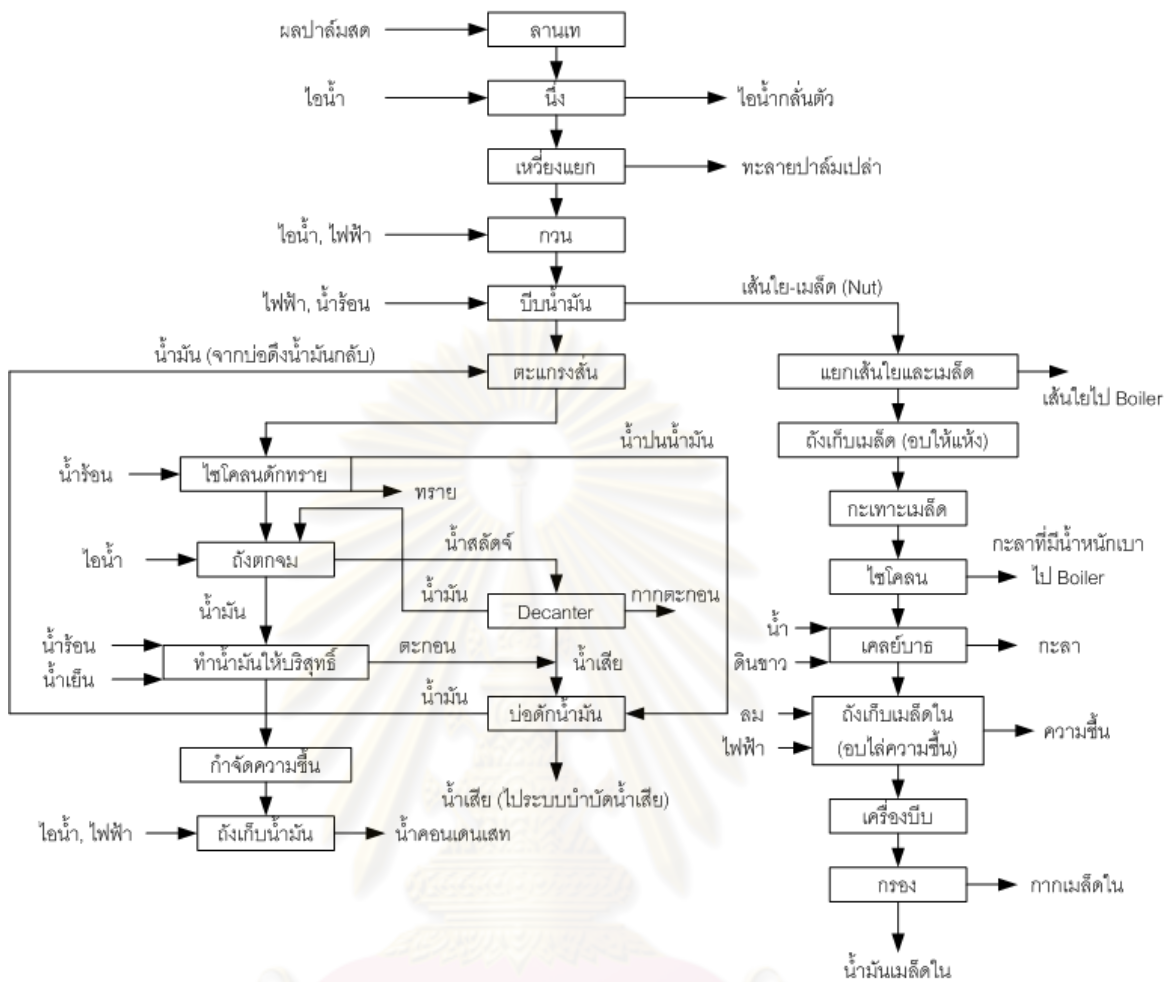 ผลปาล์มสด
ลานเท
ไอน้ำ
นึ่ง
ไอน้ำกลั่นตัว
เหวี่ยงแยก
ทะลายปาล์มเปล่า
ไอน้ำ, ไฟฟ้า
กวน
ไฟฟ้า, น้ำร้อน
บีบน้ำมัน
เส้นใย-เมล็ด (Nut)
น้ำมัน (จากบ่อดึงน้ำมันกลับ)
ตะแกรงสั่น
แยกเส้นใยและเมล็ด
เส้นใยไป Boiler
น้ำปนน้ำมัน
ถังเก็บเมล็ด (อบให้แห้ง)
น้ำร้อน
ไซโคลนดักทราย
ทราย
กะเทาะเมล็ด
ไอน้ำ
ถังตกจม
น้ำสลัดจ์
กะลาที่มีน้ำหนักเบา
ไซโคลน
ไป Boiler
น้ำมัน
น้ำมัน
Decanter
กากตะกอน
น้ำร้อน
น้ำเย็น
ทำน้ำมันให้บริสุทธิ์
ตะกอน
น้ำเสีย
น้ำ
ดินขาว
เคลย์บาธ
กะลา
น้ำมัน
บ่อดักน้ำมัน
ลม
ไฟฟ้า
ถังเก็บเมล็ดใน
(อบไล่ความชื้น)
ความชื้น
กำจัดความชื้น
น้ำเสีย (ไประบบบำบัดน้ำเสีย)
เครื่องบีบ
ไอน้ำ, ไฟฟ้า
ถังเก็บน้ำมัน
น้ำคอนเดนเสท
กรอง
กากเมล็ดใน
น้ำมันเมล็ดใน